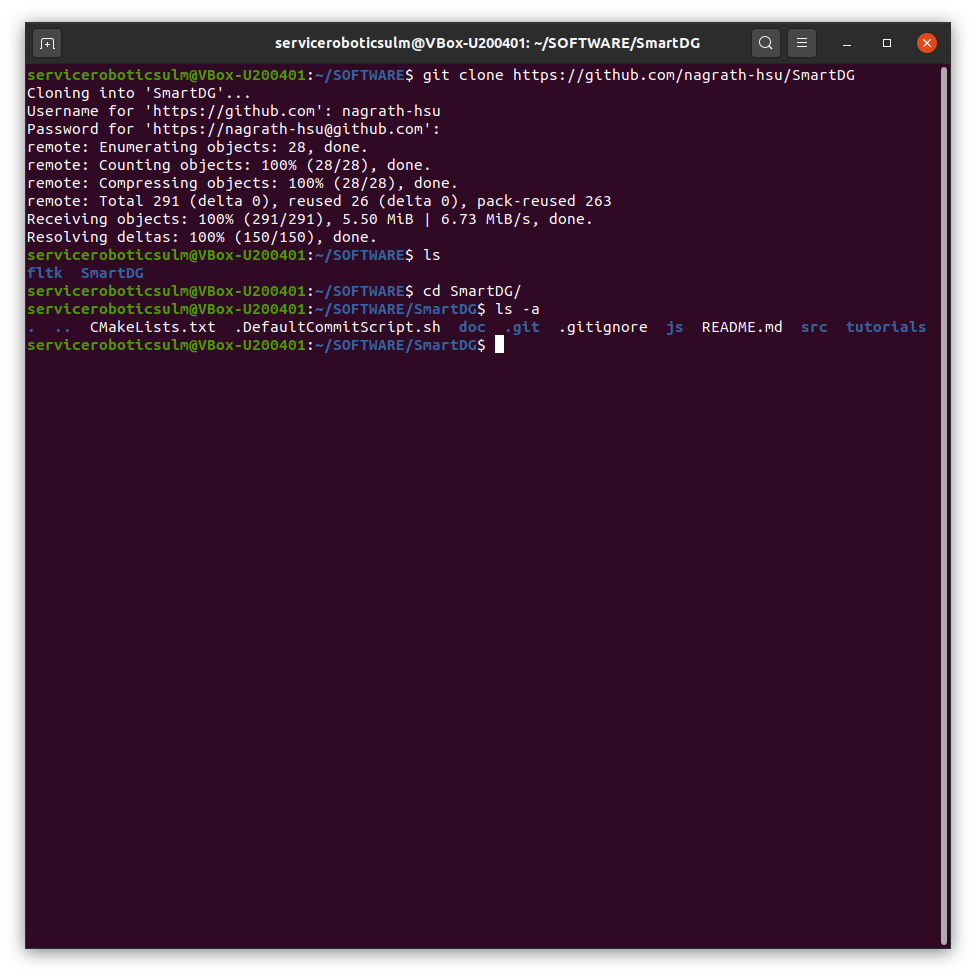 serviceroboticsulm@VBox-U200401: ~/SOFTWARE/SmartDG
serviceroboticsulm@VBox-U200401:~/SOFTWARE$ git clone https://github.com/nagrath-hsu/SmartDG
Cloning into 'SmartDG'...
Username for 'https://github.com': nagrath-hsu
Password for 'https://nagrath-hsu@github.com':
remote: Enumerating objects: 28, done.
remote: Counting objects: 100% (28/28), done.
remote: Compressing objects: 100% (28/28), done.
remote: Total 291 (delta 0), reused 26 (delta 0), pack-reused 263
Receiving objects: 100% (291/291), 5.50 MiB | 6.73 MiB/s, done.
Resolving deltas: 100% (150/150), done.
serviceroboticsulm@VBox-U200401:~/SOFTWARE$ ls
fltk  SmartDG
serviceroboticsulm@VBox-U200401:~/SOFTWARE$ cd SmartDG/
serviceroboticsulm@VBox-U200401:~/SOFTWARE/SmartDG$ ls -a
.  ..  CMakeLists.txt  .DefaultCommitScript.sh  doc  .git  .gitignore  js  README.md  src  tutorials
serviceroboticsulm@VBox-U200401:~/SOFTWARE/SmartDG$